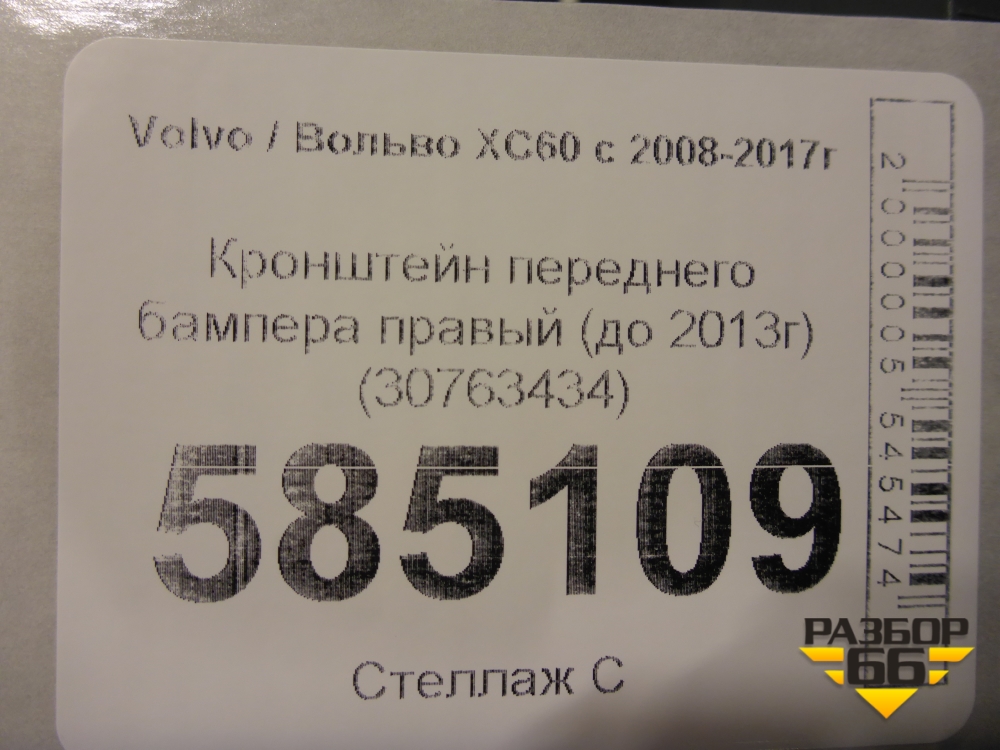 Volvo / Вольво XC60 с 2008-2017г
Кронштейн переднего
бампера правый (до 2013г)
(30763434)
585109
Стеллаж С
2000005545474
РАЗБОР
66